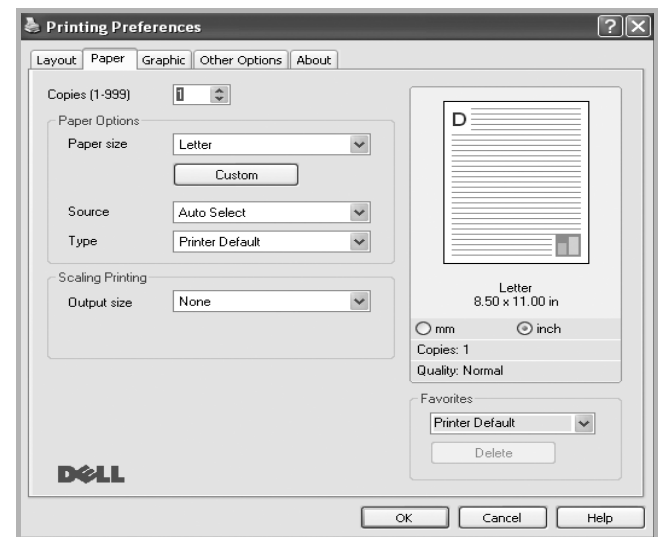 Printing Preferences
Layout Paper Graphic Other Options About
Copies (1-999) 1
Paper Options
Paper size Letter
Custom
Source Auto Select
Type Printer Default
Scaling Printing
Output size None
D
Letter
8.50 x 11.00 in
mm inch
Copies: 1
Quality: Normal
Favorites
Printer Default
Delete
DELL
OK Cancel Help